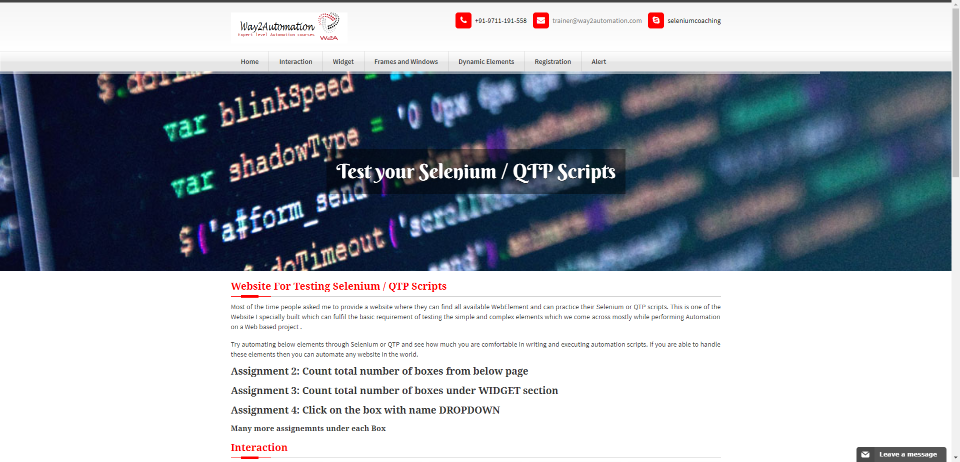 Way2Automation
Expert level Automation courses
W2A
+91-9711-191-558
trainer@way2automation.com
seleniumcoaching
Home
Interaction
Widget
Frames and Windows
Dynamic Elements
Registration
Alert
$.doTim
var blinkSpeed =
var shadowType = '0 0px 6px 0px
Test your Selenium / QTP Scripts
$('a#form_send')
doTimeout('scroll
Website For Testing Selenium / QTP Scripts
Most of the time people asked me to provide a website where they can find all available WebElement and can practice their Selenium or QTP scripts. This is one of the
Website I specially built which can fulfil the basic requirement of testing the simple and complex elements which we come across mostly while performing Automation
on a Web based project .
Try automating below elements through Selenium or QTP and see how much you are comfortable in writing and executing automation scripts. If you are able to handle
these elements then you can automate any website in the world.
Assignment 2: Count total number of boxes from below page
Assignment 3: Count total number of boxes under WIDGET section
Assignment 4: Click on the box with name DROPDOWN
Many more assignemnts under each Box
Interaction
Leave a message